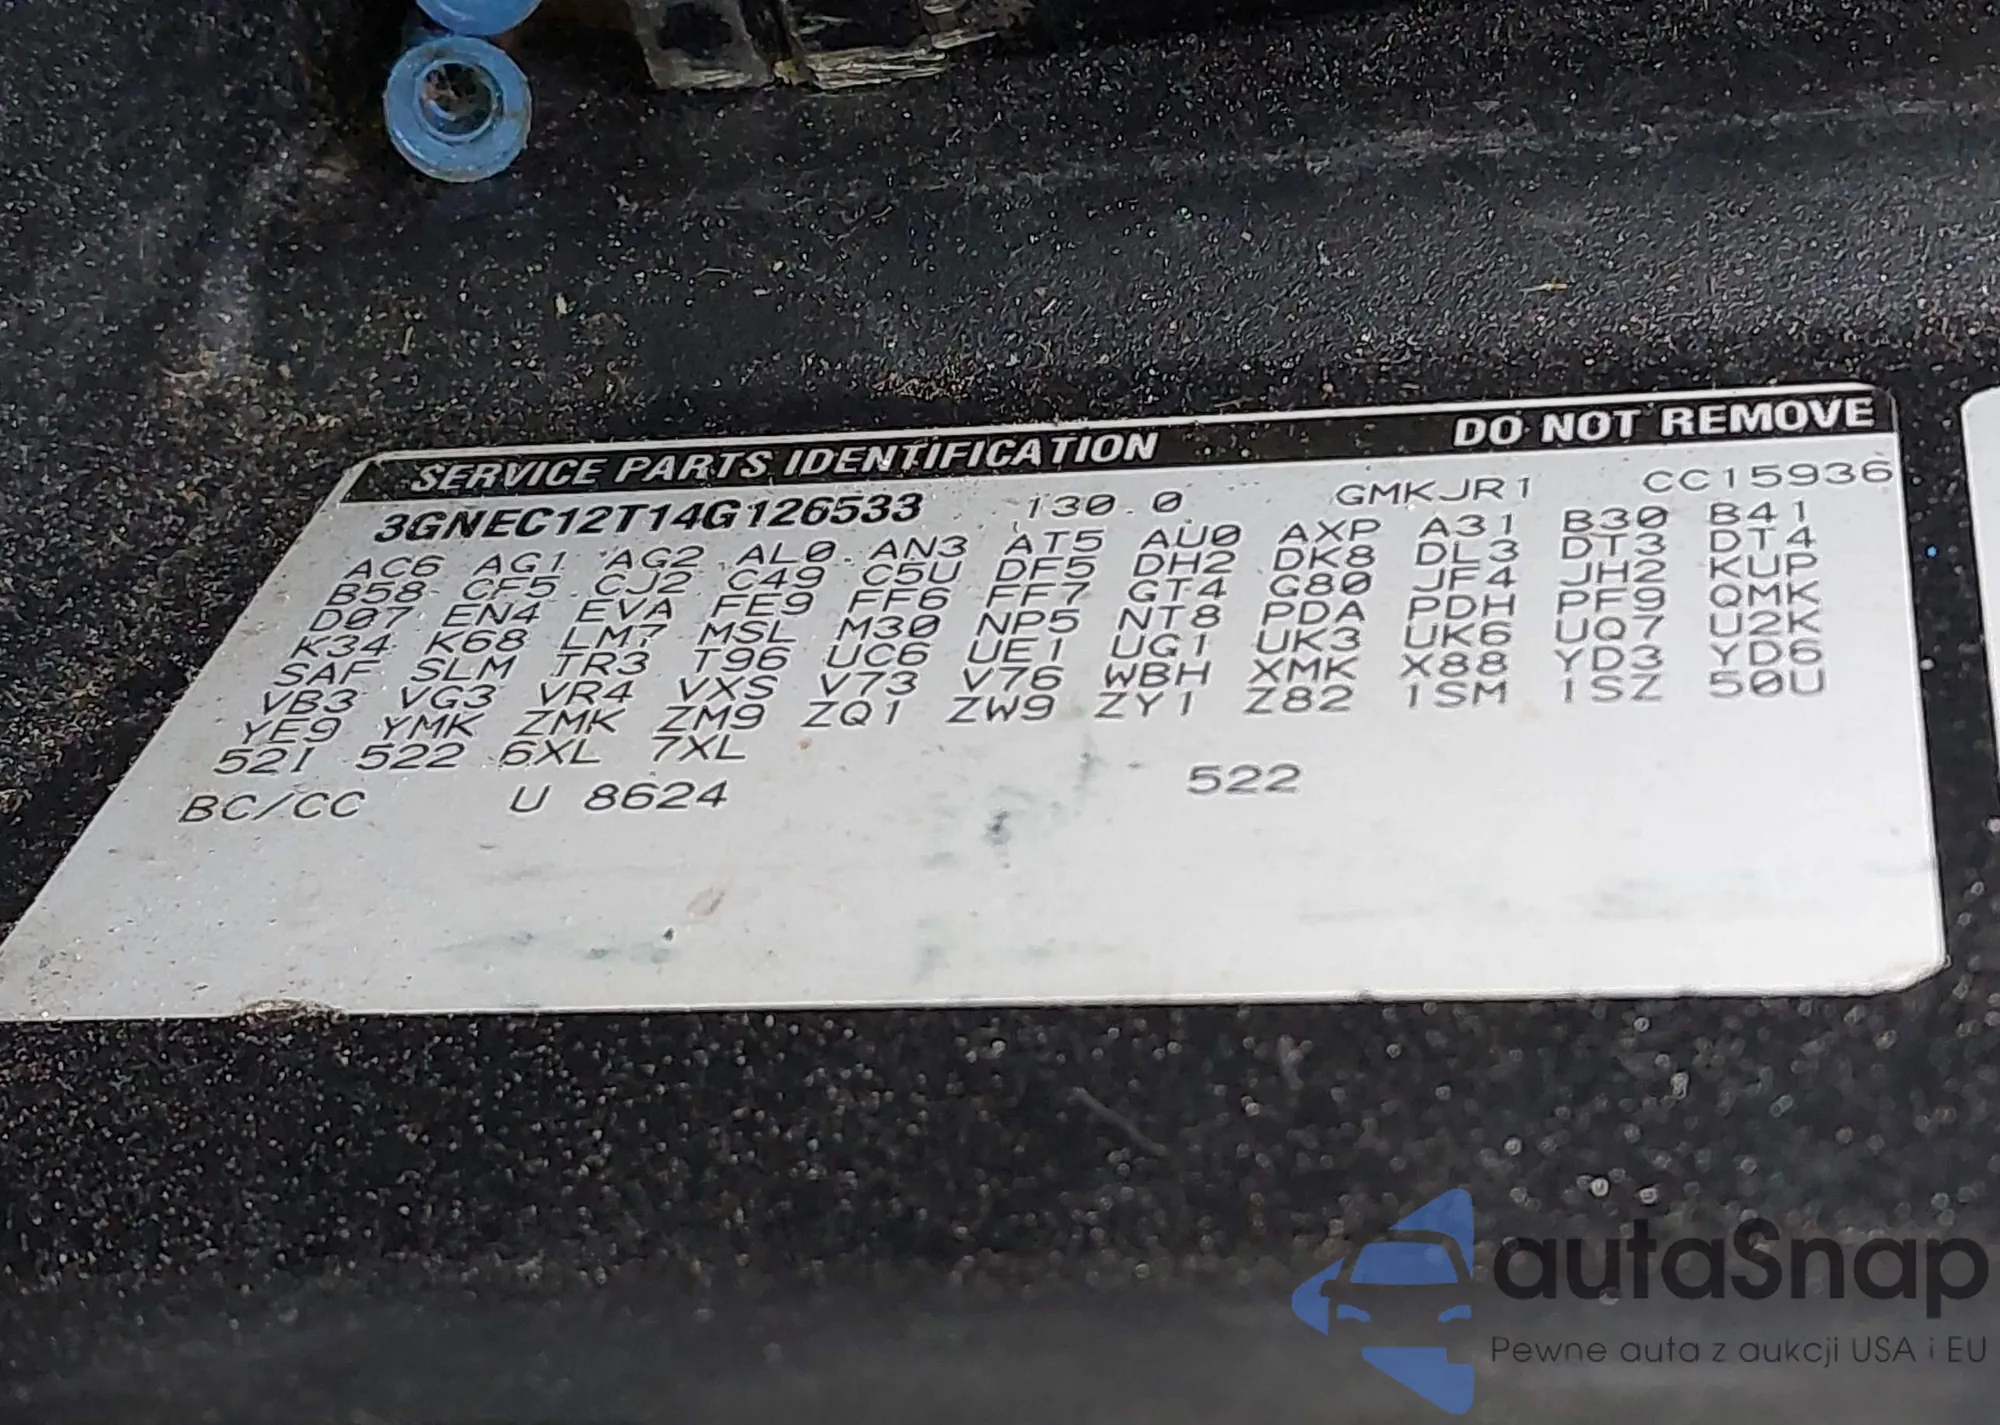 SERVICE PARTS IDENTIFICATION DO NOT REMOVE
3GNEC12T14G126533 130.0 GMKJR1 CC15936
AC6 AG1 AG2 AL0 AN3 AT5 AU0 AXP A31 B30 B41
B58 CF5 CJ2 C49 C5U DF5 DH2 DK8 DL3 DT3 DT4
D07 EN4 EVA FE9 FF6 FF7 GT4 G80 JF4 JH2 KUP
K34 K68 LM7 MSL M30 NP5 NT8 PDA PDH PF9 QMK
SAF SLM TR3 T96 UC6 UE1 UG1 UK3 UK6 UQ7 U2K
VB3 VG3 VR4 VXS V73 V76 WBH XMK X88 YD3 YD6
YE9 YMK ZMK ZM9 ZQ1 ZW9 ZY1 Z82 1SM 1SZ 50U
52I 522 6XL 7XL
BC/CC U 8624 522
autaSnap
Pewne auta z aukcji USA i EU